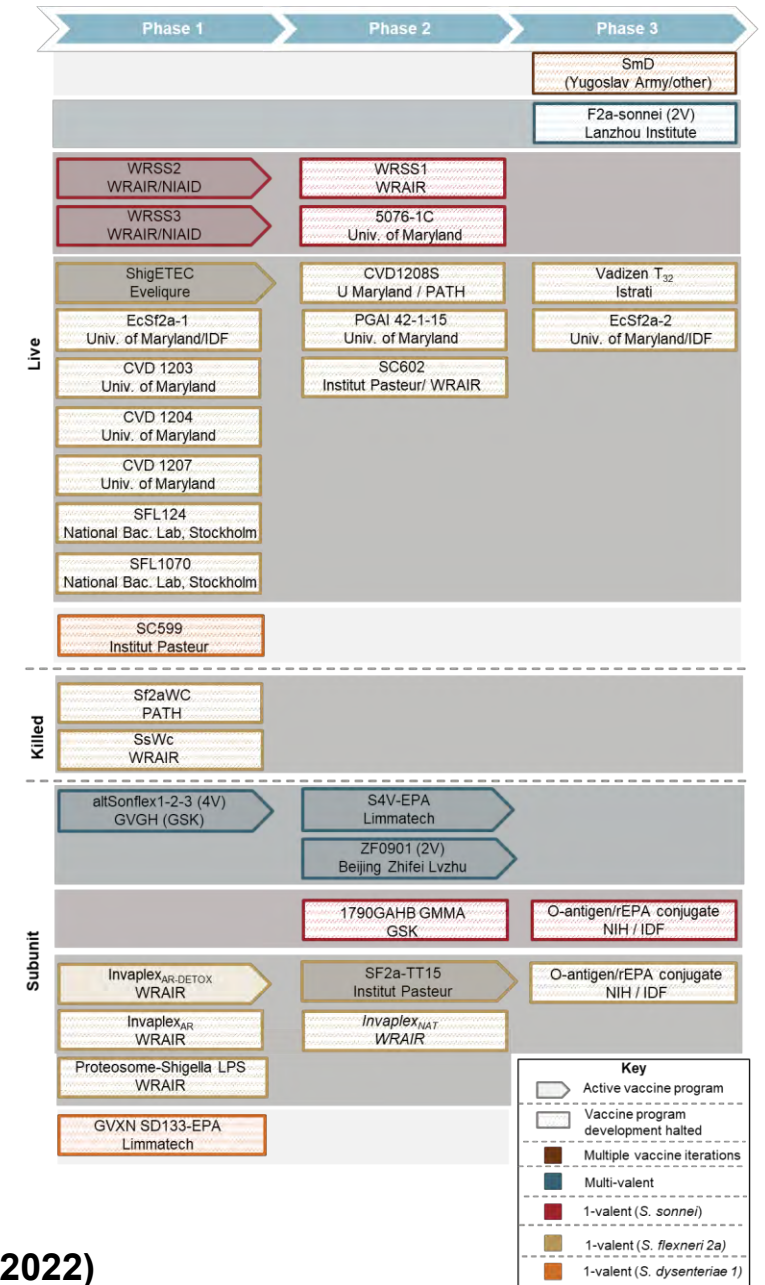 Phase 1 Phase 2 Phase 3
SmD
(Yugoslav Army/other)
F2a-sonnei (2V)
Lanzhou Institute
Live
WRSS2
WRAIR/NIAID
WRSS1
WRAIR
WRSS3
WRAIR/NIAID
5076-1C
Univ. of Maryland
ShigETEC
Eveliqure
CVD1208S
U Maryland / PATH
Vadizen T32
Istrati
EcSf2a-1
Univ. of Maryland/IDF
PGAI 42-1-15
Univ. of Maryland
EcSf2a-2
Univ. of Maryland/IDF
CVD 1203
Univ. of Maryland
SC602
Institut Pasteur/ WRAIR
CVD 1204
Univ. of Maryland
CVD 1207
Univ. of Maryland
SFL124
National Bac. Lab, Stockholm
SFL1070
National Bac. Lab, Stockholm
SC599
Institut Pasteur
Killed
Sf2aWC
PATH
SsWc
WRAIR
Subunit
altSonflex1-2-3 (4V)
GVGH (GSK)
S4V-EPA
Limmatech
ZF0901 (2V)
Beijing Zhifei Lvzhu
1790GAHB GMMA
GSK
O-antigen/rEPA conjugate
NIH / IDF
InvaplexAR-DETOX
WRAIR
SF2a-TT15
Institut Pasteur
O-antigen/rEPA conjugate
NIH / IDF
InvaplexAR
WRAIR
InvaplexNAT
WRAIR
Proteosome-Shigella LPS
WRAIR
GVXN SD133-EPA
Limmatech
Key
Active vaccine program
Vaccine program
development halted
Multiple vaccine iterations
Multi-valent
1-valent (S. sonnei)
1-valent (S. flexneri 2a)
1-valent (S. dysenteriae 1)
2022)